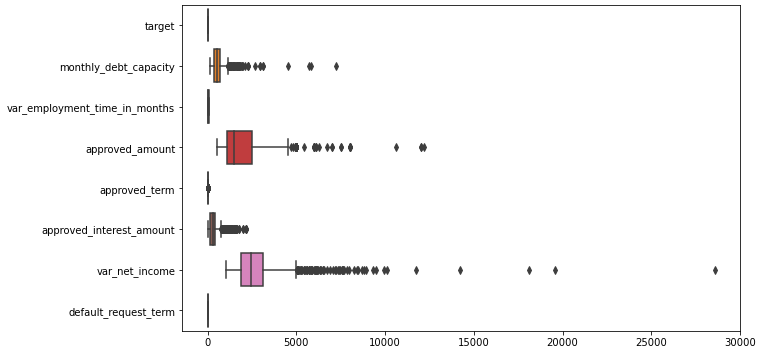 target
monthly_debt_capacity
var_employment_time_in_months
approved_amount
approved_term
approved_interest_amount
var_net_income
default_request_term
0 5000 10000 15000 20000 25000 30000